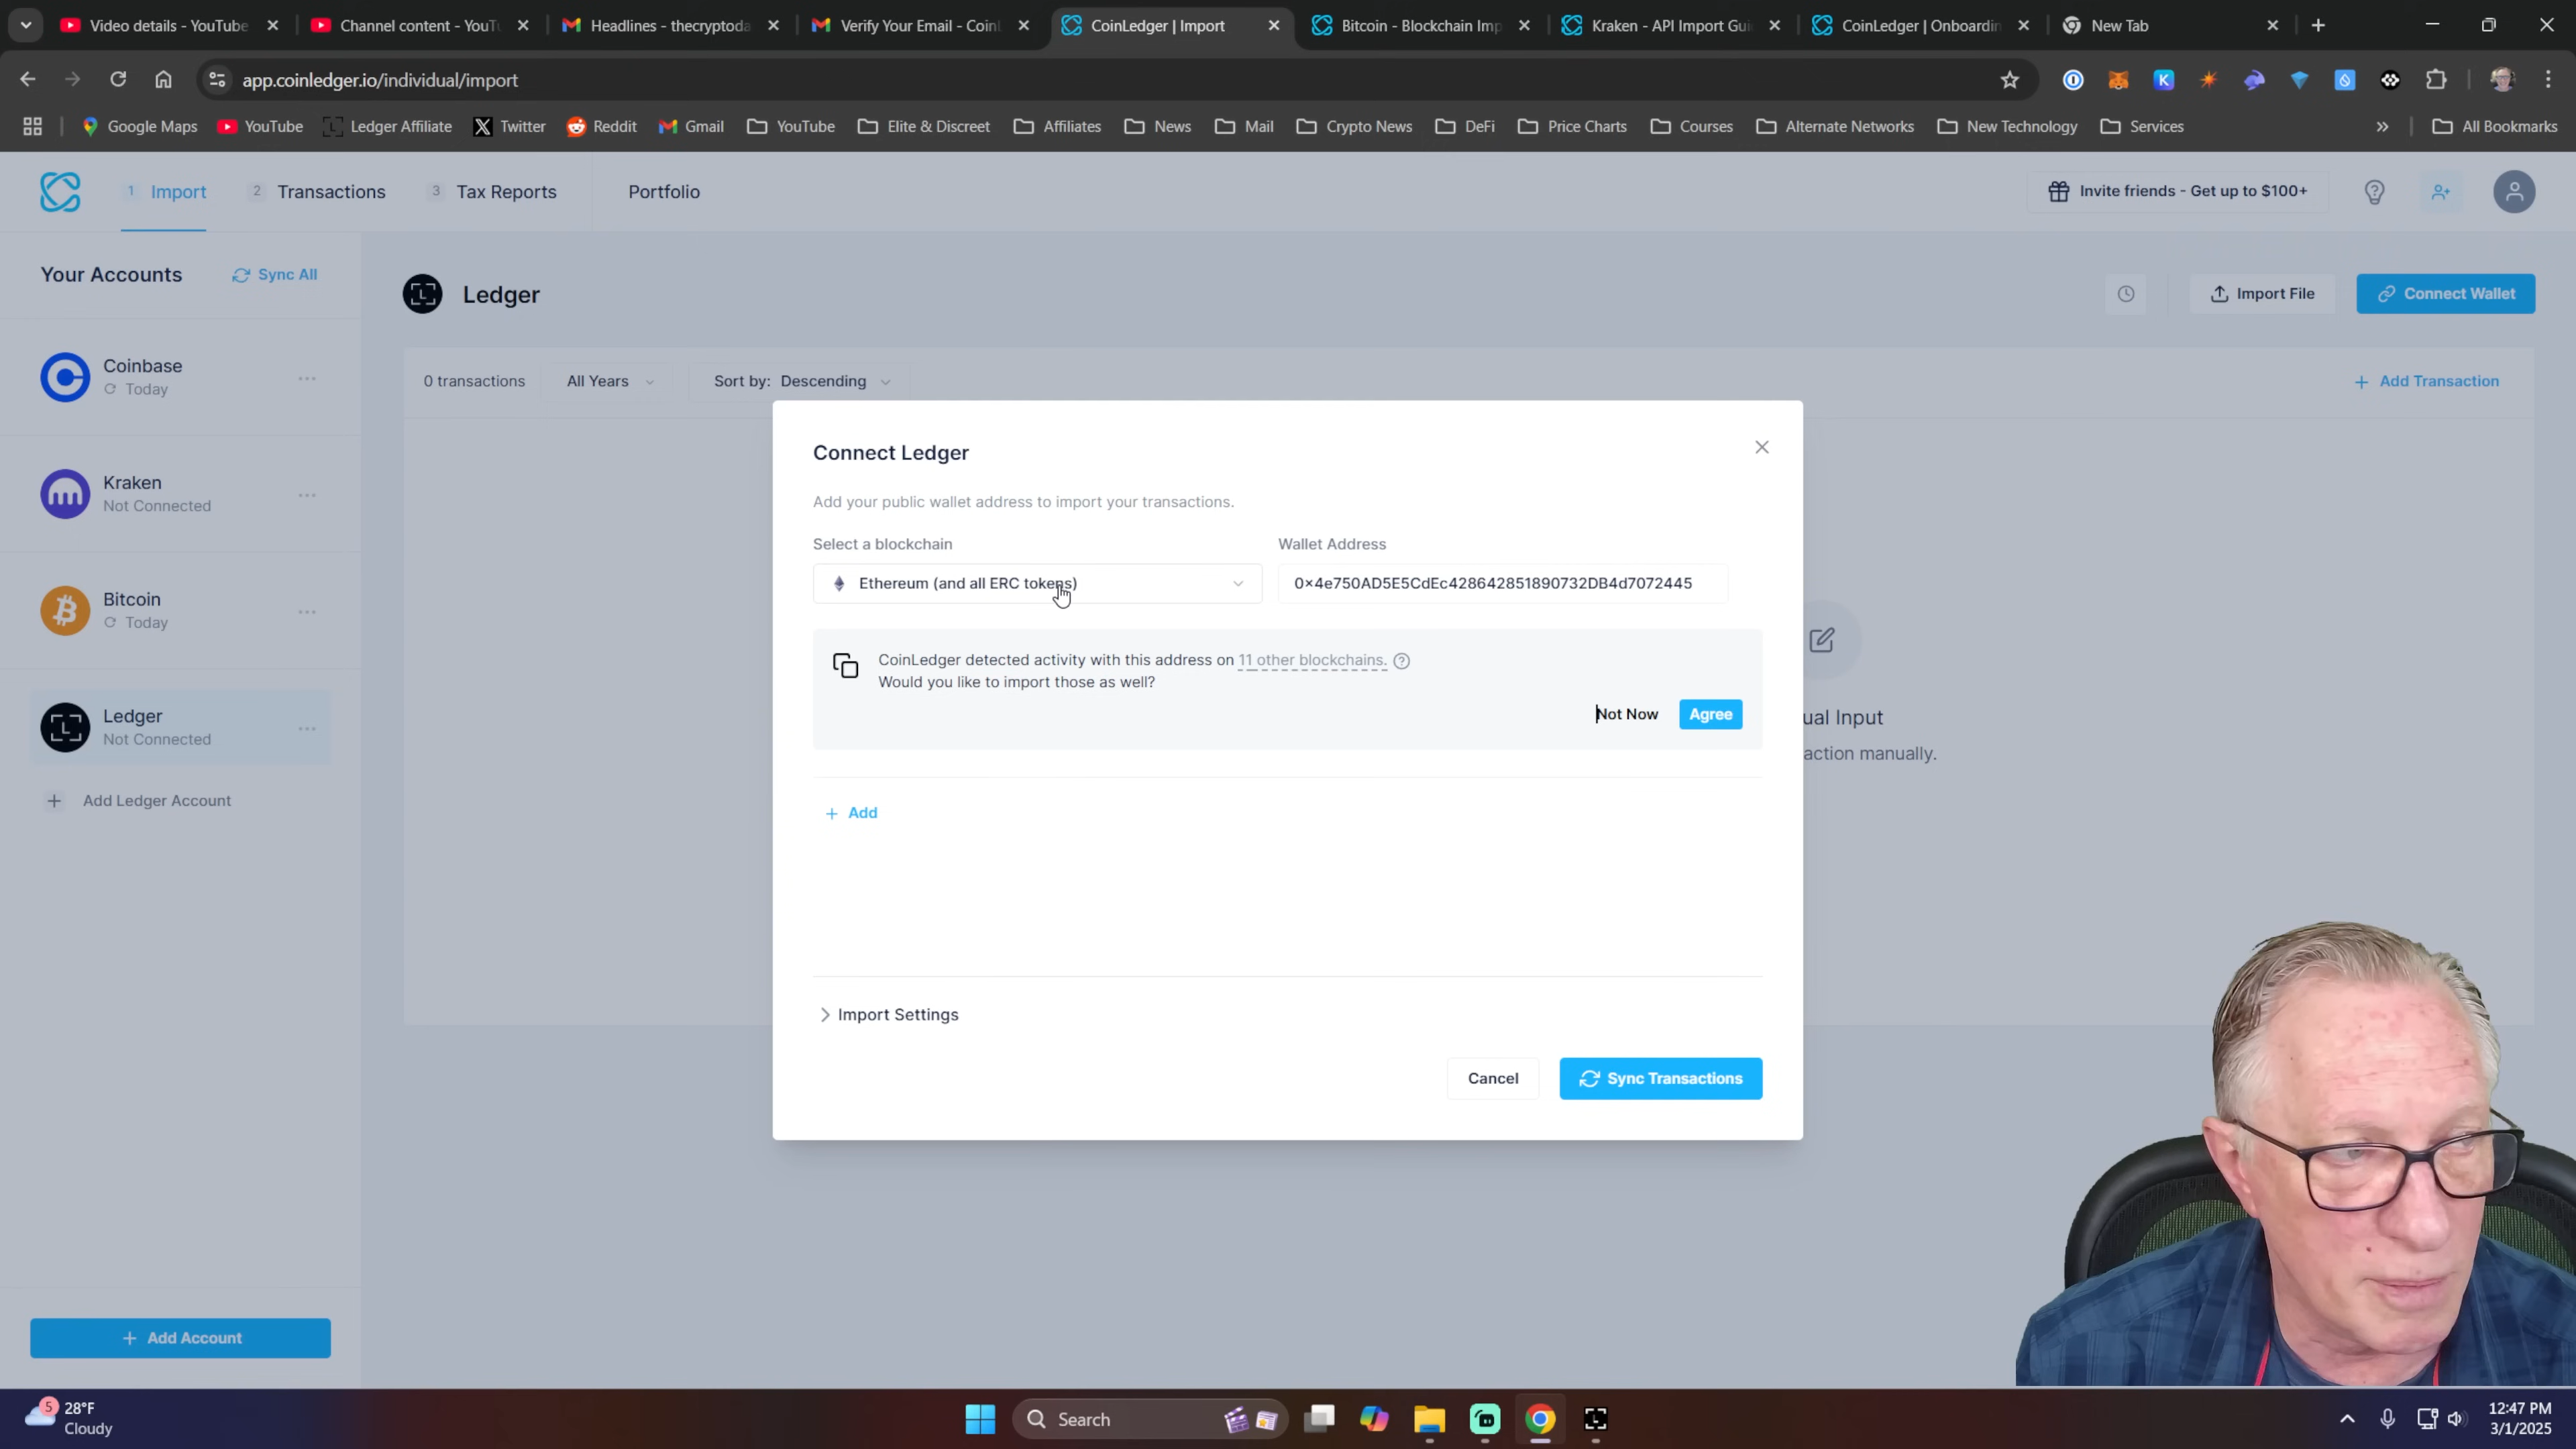 Video details - YouTube
Channel content - YouTu
Headlines - thecryptoda
Verify Your Email - CoinL
CoinLedger | Import
Bitcoin - Blockchain Imp
Kraken - API Import Gui
CoinLedger | Onboardin
New Tab
app.coinledger.io/individual/import
Google Maps
YouTube
Ledger Affiliate
Twitter
Reddit
Gmail
YouTube
Elite & Discreet
Affiliates
News
Mail
Crypto News
DeFi
Price Charts
Courses
Alternate Networks
New Technology
Services
All Bookmarks
1 Import
2 Transactions
3 Tax Reports
Portfolio
Invite friends - Get up to $100+
Your Accounts
Sync All
Coinbase
Today
Kraken
Not Connected
Bitcoin
Today
Ledger
Not Connected
Add Ledger Account
Add Account
Ledger
Import File
Connect Wallet
0 transactions
All Years
Sort by: Descending
Add Transaction
Connect Ledger
Add your public wallet address to import your transactions.
Select a blockchain
Wallet Address
Ethereum (and all ERC tokens)
0×4e750AD5E5CdEc428642851890732DB4d7072445
CoinLedger detected activity with this address on 11 other blockchains.
Would you like to import those as well?
Not Now
Agree
Add
Import Settings
Cancel
Sync Transactions
ual Input
action manually.
5
28°F
Cloudy
Search
12:47 PM
3/1/2025